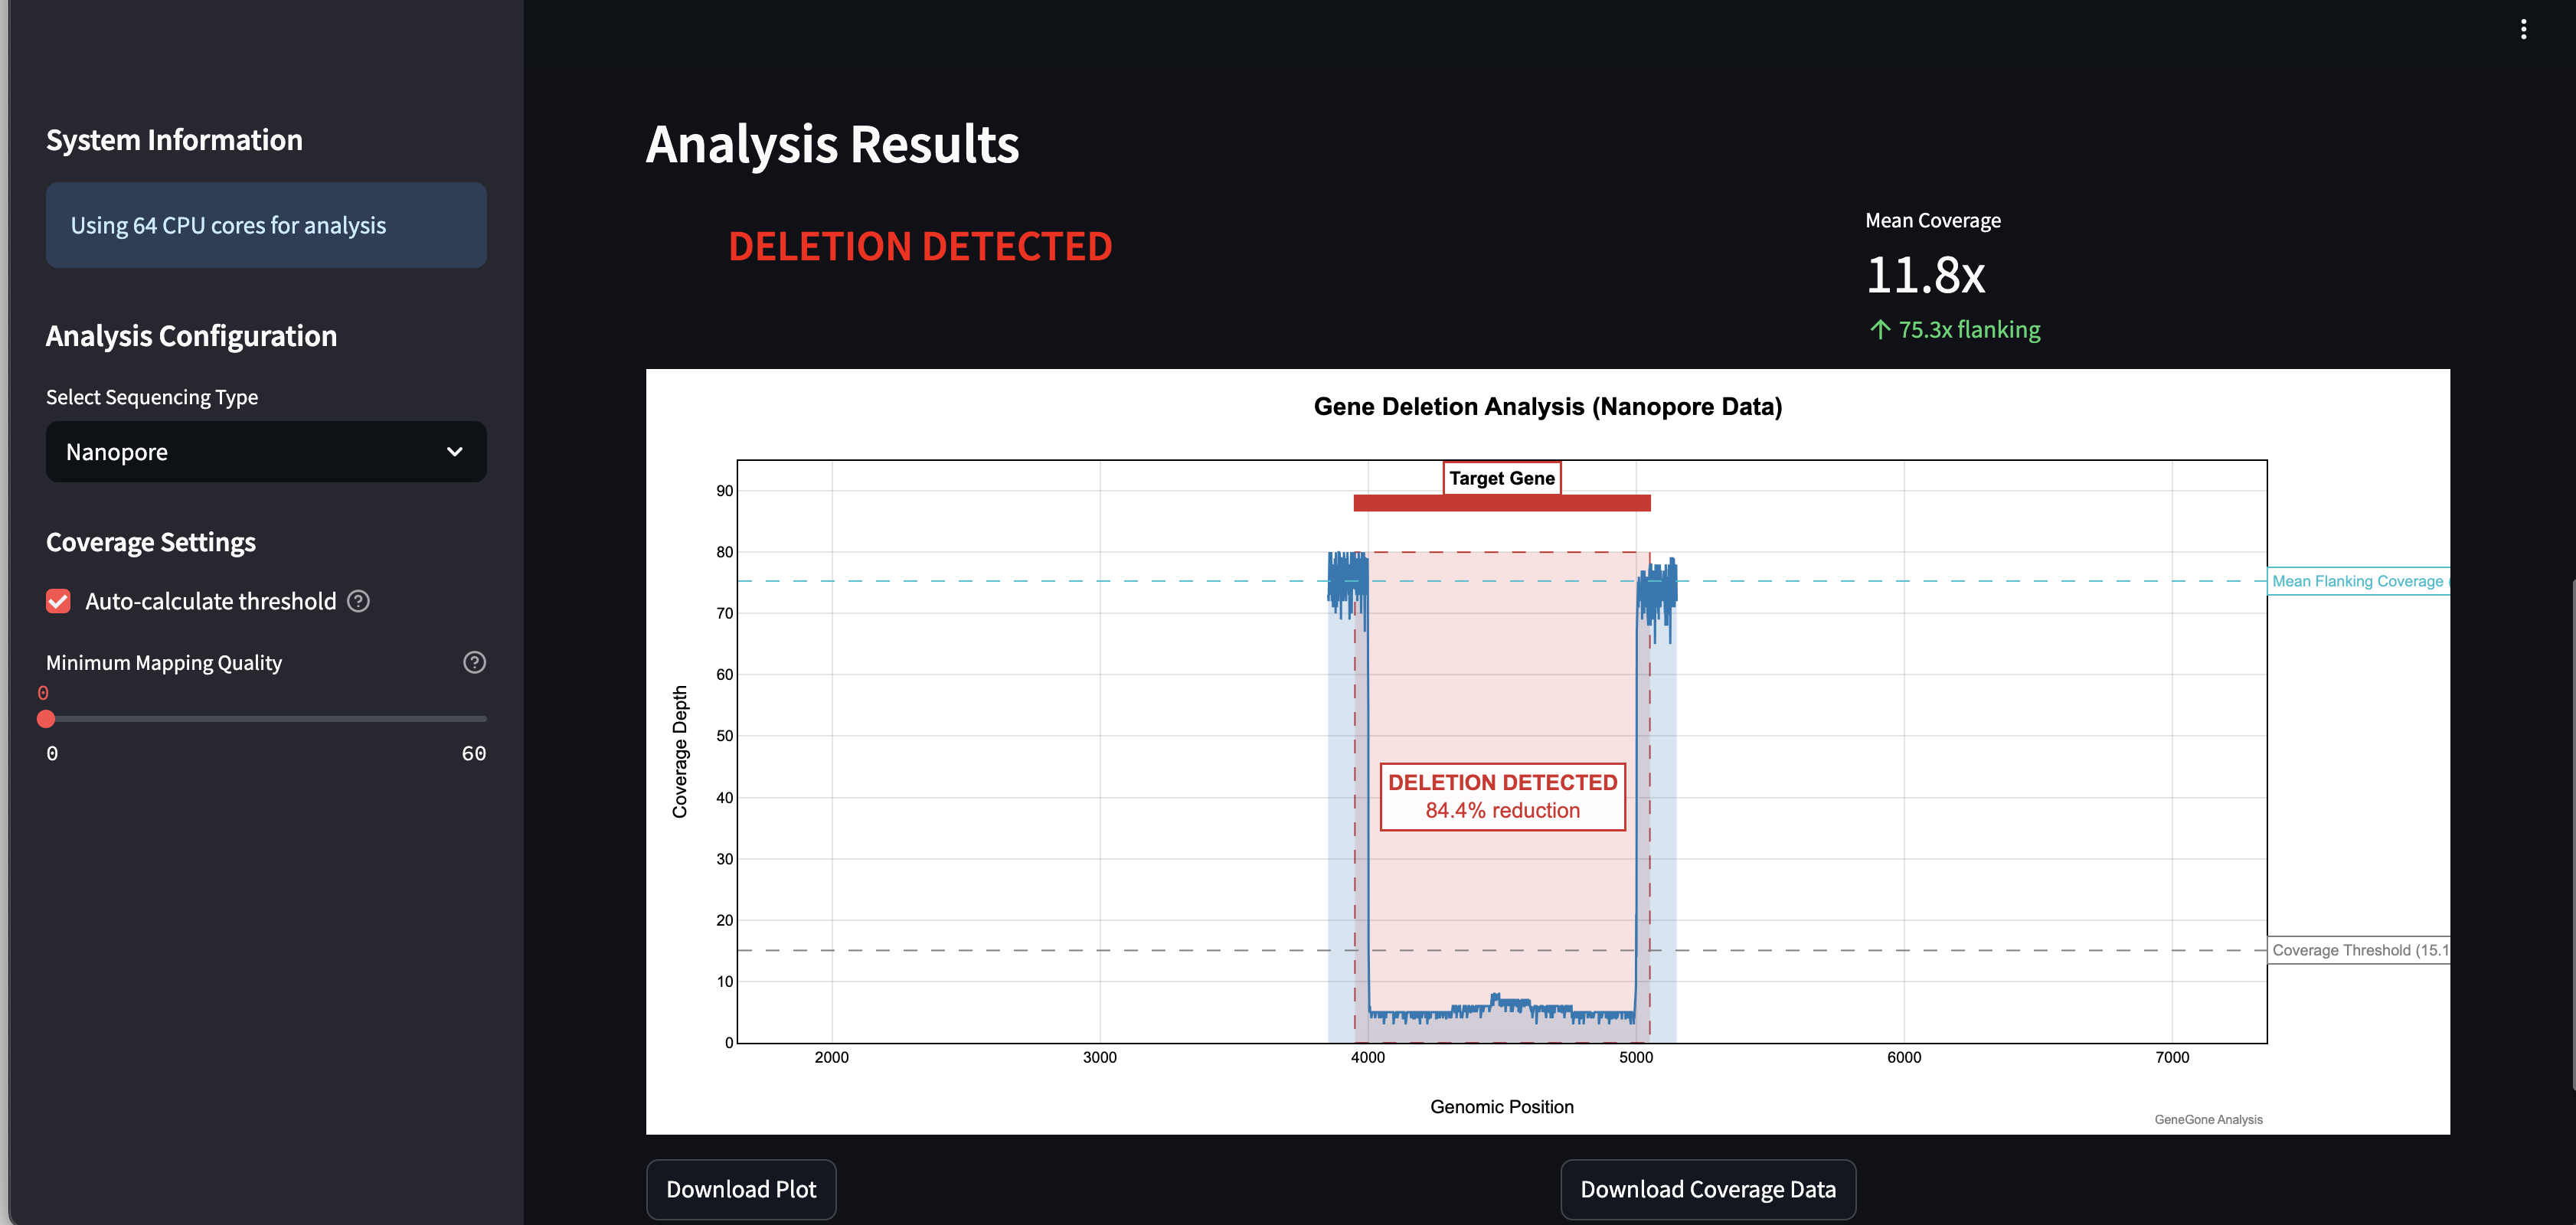 System Information
Using 64 CPU cores for analysis
Analysis Configuration
Select Sequencing Type
Nanopore
Coverage Settings
Auto-calculate threshold
Minimum Mapping Quality
0
0 60
Analysis Results
DELETION DETECTED
Mean Coverage
11.8x
↑ 75.3x flanking
Gene Deletion Analysis (Nanopore Data)
Target Gene
90
80
Mean Flanking Coverage (
70
60
50
Coverage Depth
DELETION DETECTED
84.4% reduction
40
30
20
Coverage Threshold (15.1
10
0
2000 3000 4000 5000 6000 7000
Genomic Position
GeneGone Analysis
Download Plot
Download Coverage Data